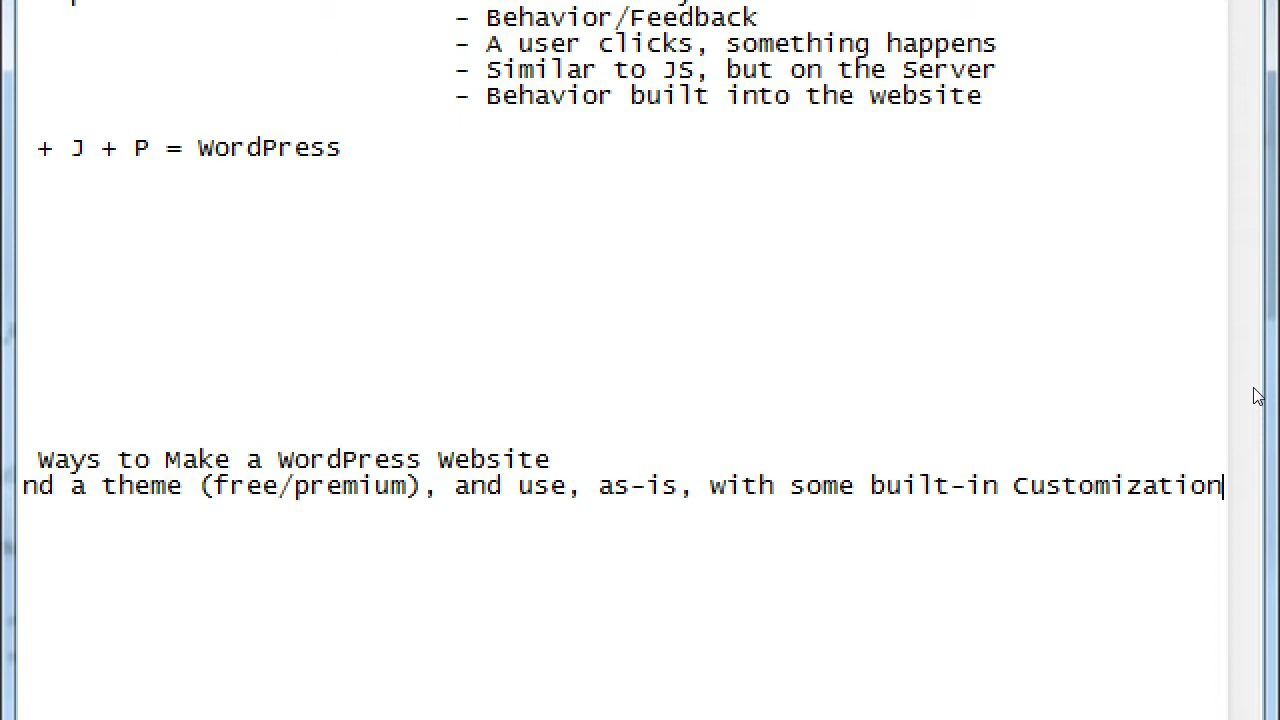 - Behavior/Feedback
- A user clicks, something happens
- Similar to JS, but on the Server
- Behavior built into the website
+ J + P = WordPress
Ways to Make a WordPress Website
nd a theme (free/premium), and use, as-is, with some built-in Customization